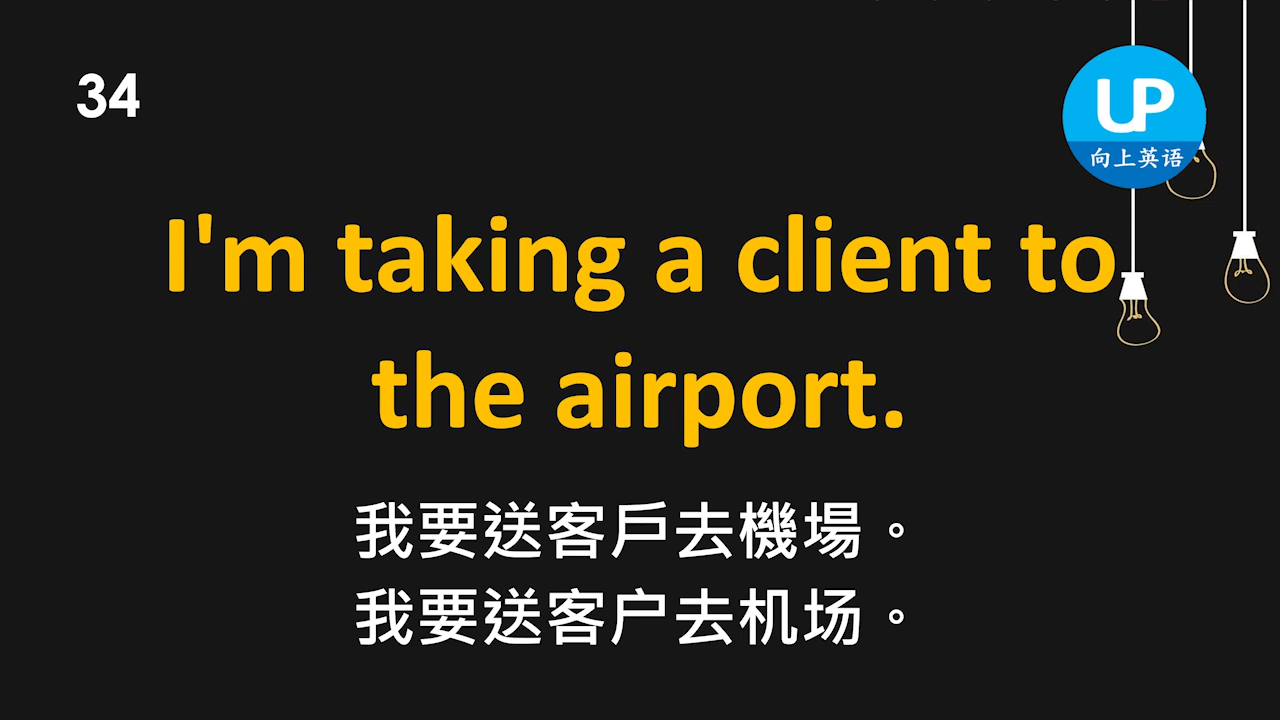 34
UP
向上英语
I'm taking a client to
the airport.
我要送客戶去機場。
我要送客户去机场。